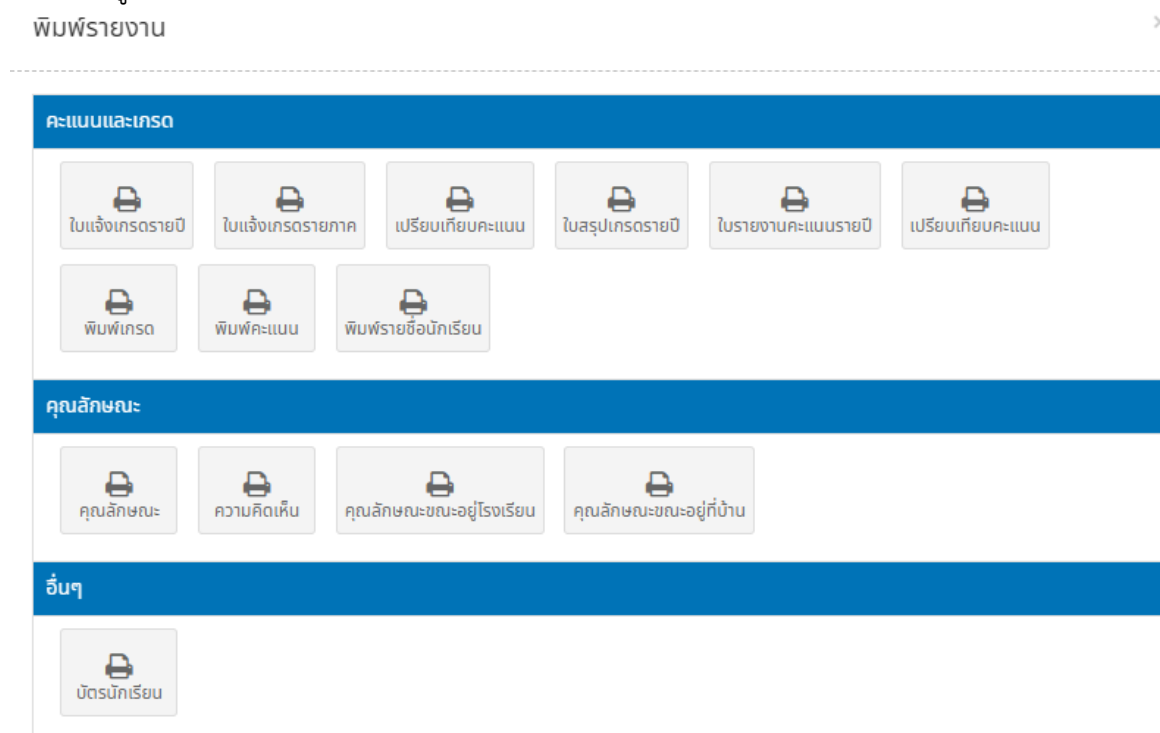 พิมพ์รายงาน
คะแนนและเกรด
ใบแจ้งเกรดรายปี ใบแจ้งเกรดรายภาค เปรียบเทียบคะแนน ใบสรุปเกรดรายปี ใบรายงานคะแนนรายปี เปรียบเทียบคะแนน
พิมพ์เกรด พิมพ์คะแนน พิมพ์รายชื่อนักเรียน
คุณลักษณะ
คุณลักษณะ ความคิดเห็น คุณลักษณะขณะอยู่โรงเรียน คุณลักษณะขณะอยู่ที่บ้าน
อื่นๆ
บัตรนักเรียน